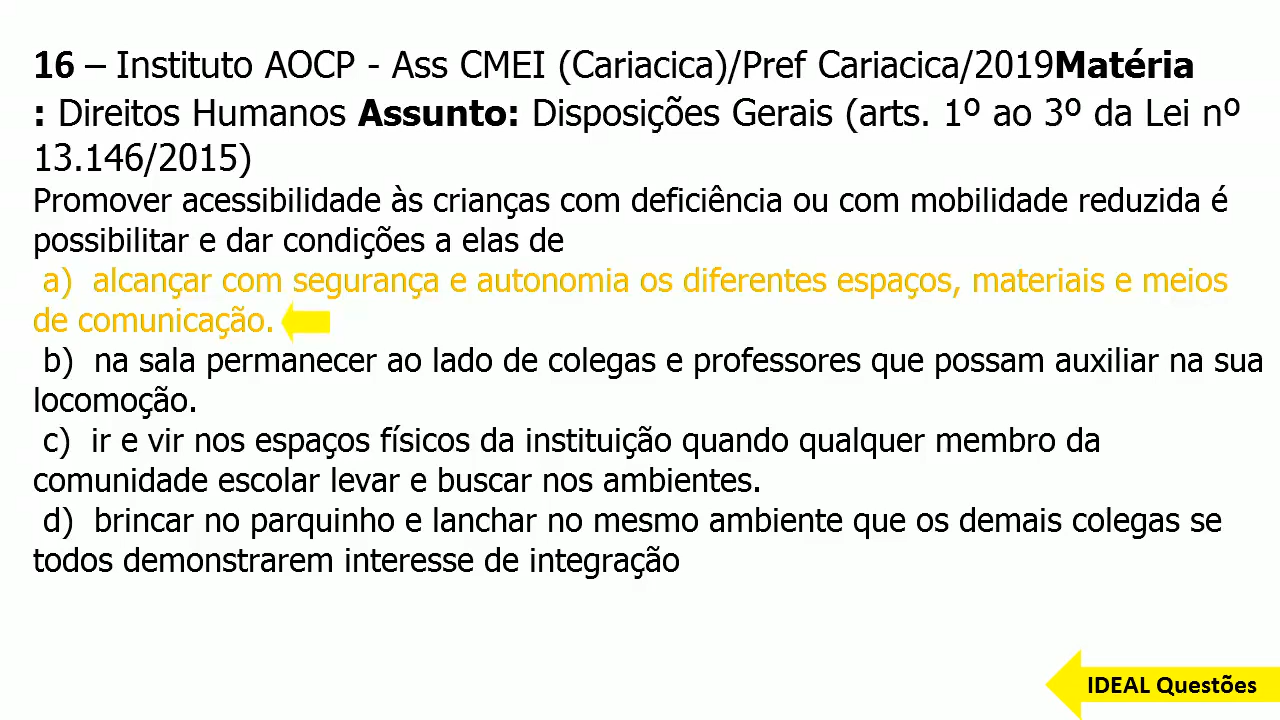 16 – Instituto AOCP - Ass CMEI (Cariacica)/Pref Cariacica/2019Matéria
: Direitos Humanos Assunto: Disposições Gerais (arts. 1º ao 3º da Lei nº
13.146/2015)
Promover acessibilidade às crianças com deficiência ou com mobilidade reduzida é
possibilitar e dar condições a elas de
a) alcançar com segurança e autonomia os diferentes espaços, materiais e meios
de comunicação.
b) na sala permanecer ao lado de colegas e professores que possam auxiliar na sua
locomoção.
c) ir e vir nos espaços físicos da instituição quando qualquer membro da
comunidade escolar levar e buscar nos ambientes.
d) brincar no parquinho e lanchar no mesmo ambiente que os demais colegas se
todos demonstrarem interesse de integração
IDEAL Questões